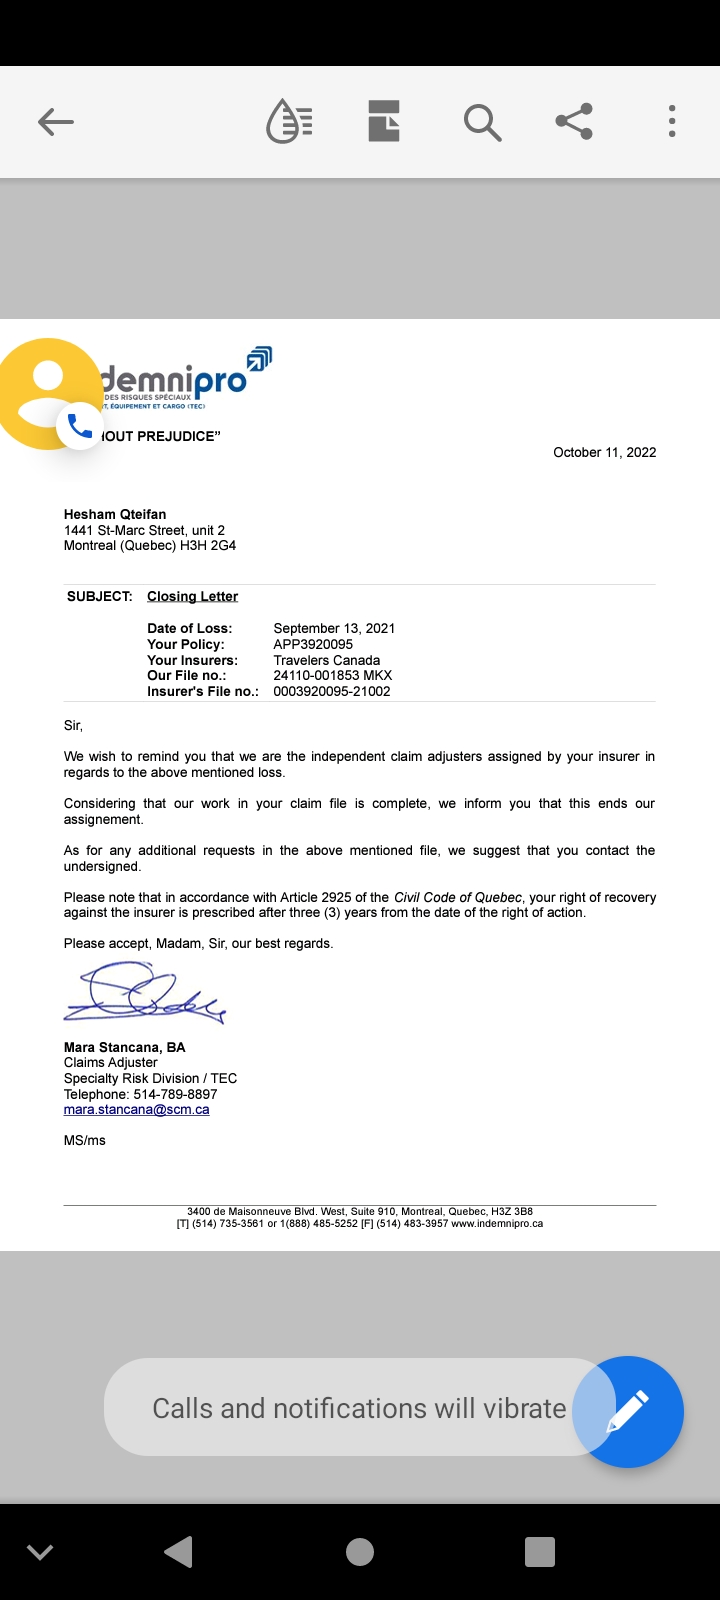 demnipro
DES RISQUES SPÉCIAUX
T, ÉQUIPEMENT ET CARGO (TEC)
HOUT PREJUDICE”
October 11, 2022
Hesham Qteifan
1441 St-Marc Street, unit 2
Montreal (Quebec) H3H 2G4
SUBJECT: Closing Letter
Date of Loss: September 13, 2021
Your Policy: APP3920095
Your Insurers: Travelers Canada
Our File no.: 24110-001853 MKX
Insurer's File no.: 0003920095-21002
Sir,
We wish to remind you that we are the independent claim adjusters assigned by your insurer in
regards to the above mentioned loss.
Considering that our work in your claim file is complete, we inform you that this ends our
assignement.
As for any additional requests in the above mentioned file, we suggest that you contact the
undersigned.
Please note that in accordance with Article 2925 of the Civil Code of Quebec, your right of recovery
against the insurer is prescribed after three (3) years from the date of the right of action.
Please accept, Madam, Sir, our best regards.
Mara Stancana, BA
Claims Adjuster
Specialty Risk Division / TEC
Telephone: 514-789-8897
mara.stancana@scm.ca
MS/ms
3400 de Maisonneuve Blvd. West, Suite 910, Montreal, Quebec, H3Z 3B8
[T] (514) 735-3561 or 1(888) 485-5252 [F] (514) 483-3957 www.indemnipro.ca
Calls and notifications will vibrate